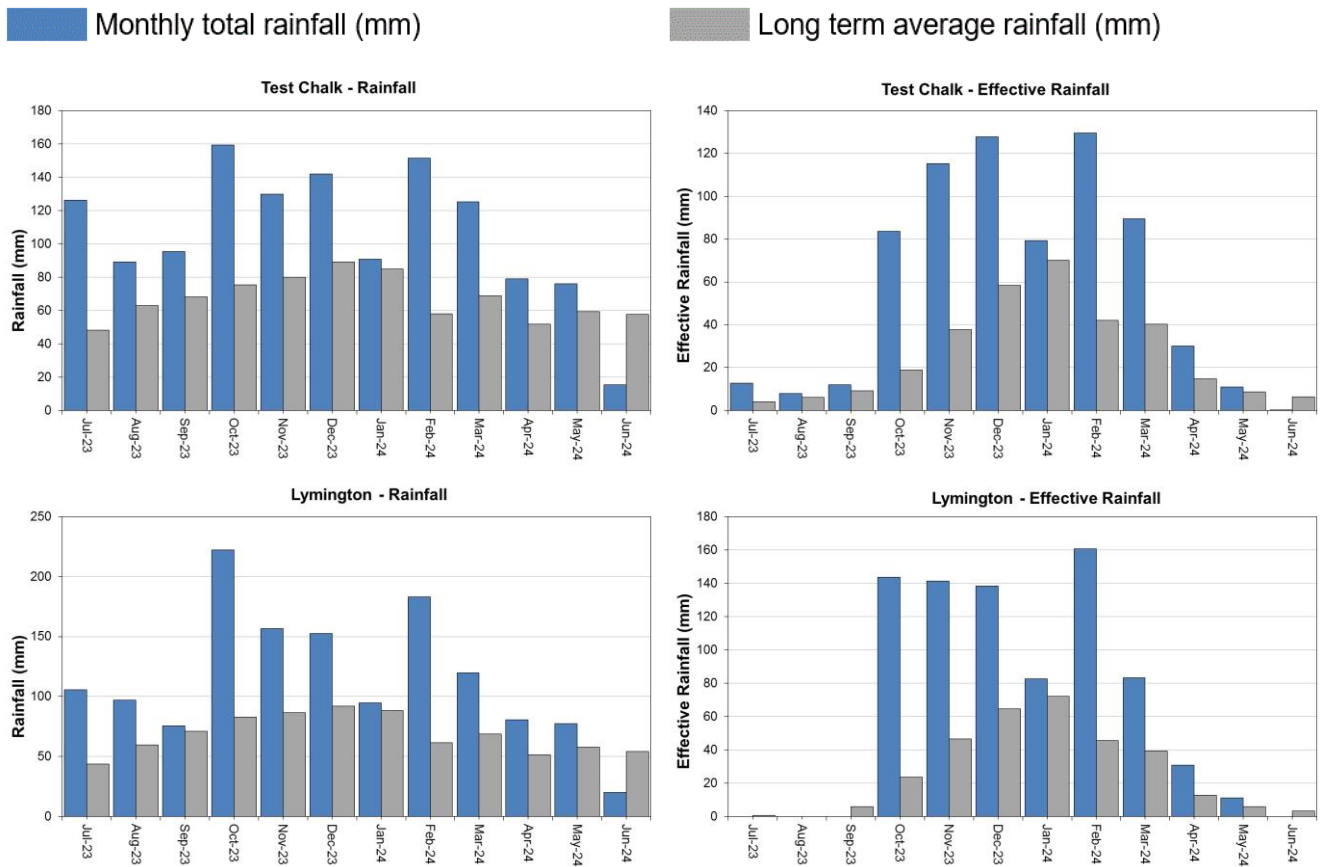 Monthly total rainfall (mm)
Long term average rainfall (mm)
Test Chalk - Rainfall
Rainfall (mm)
180
160
140
120
100
80
60
40
20
0
Jul-23
Aug-23
Sep-23
Oct-23
Nov-23
Dec-23
Jan-24
Feb-24
Mar-24
Apr-24
May-24
Jun-24
Test Chalk - Effective Rainfall
Effective Rainfall (mm)
140
120
100
80
60
40
20
0
Jul-23
Aug-23
Sep-23
Oct-23
Nov-23
Dec-23
Jan-24
Feb-24
Mar-24
Apr-24
May-24
Jun-24
Lymington - Rainfall
Rainfall (mm)
250
200
150
100
50
0
Jul-23
Aug-23
Sep-23
Oct-23
Nov-23
Dec-23
Jan-24
Feb-24
Mar-24
Apr-24
May-24
Jun-24
Lymington - Effective Rainfall
Effective Rainfall (mm)
180
160
140
120
100
80
60
40
20
0
Jul-23
Aug-23
Sep-23
Oct-23
Nov-23
Dec-23
Jan-24
Feb-24
Mar-24
Apr-24
May-24
Jun-24